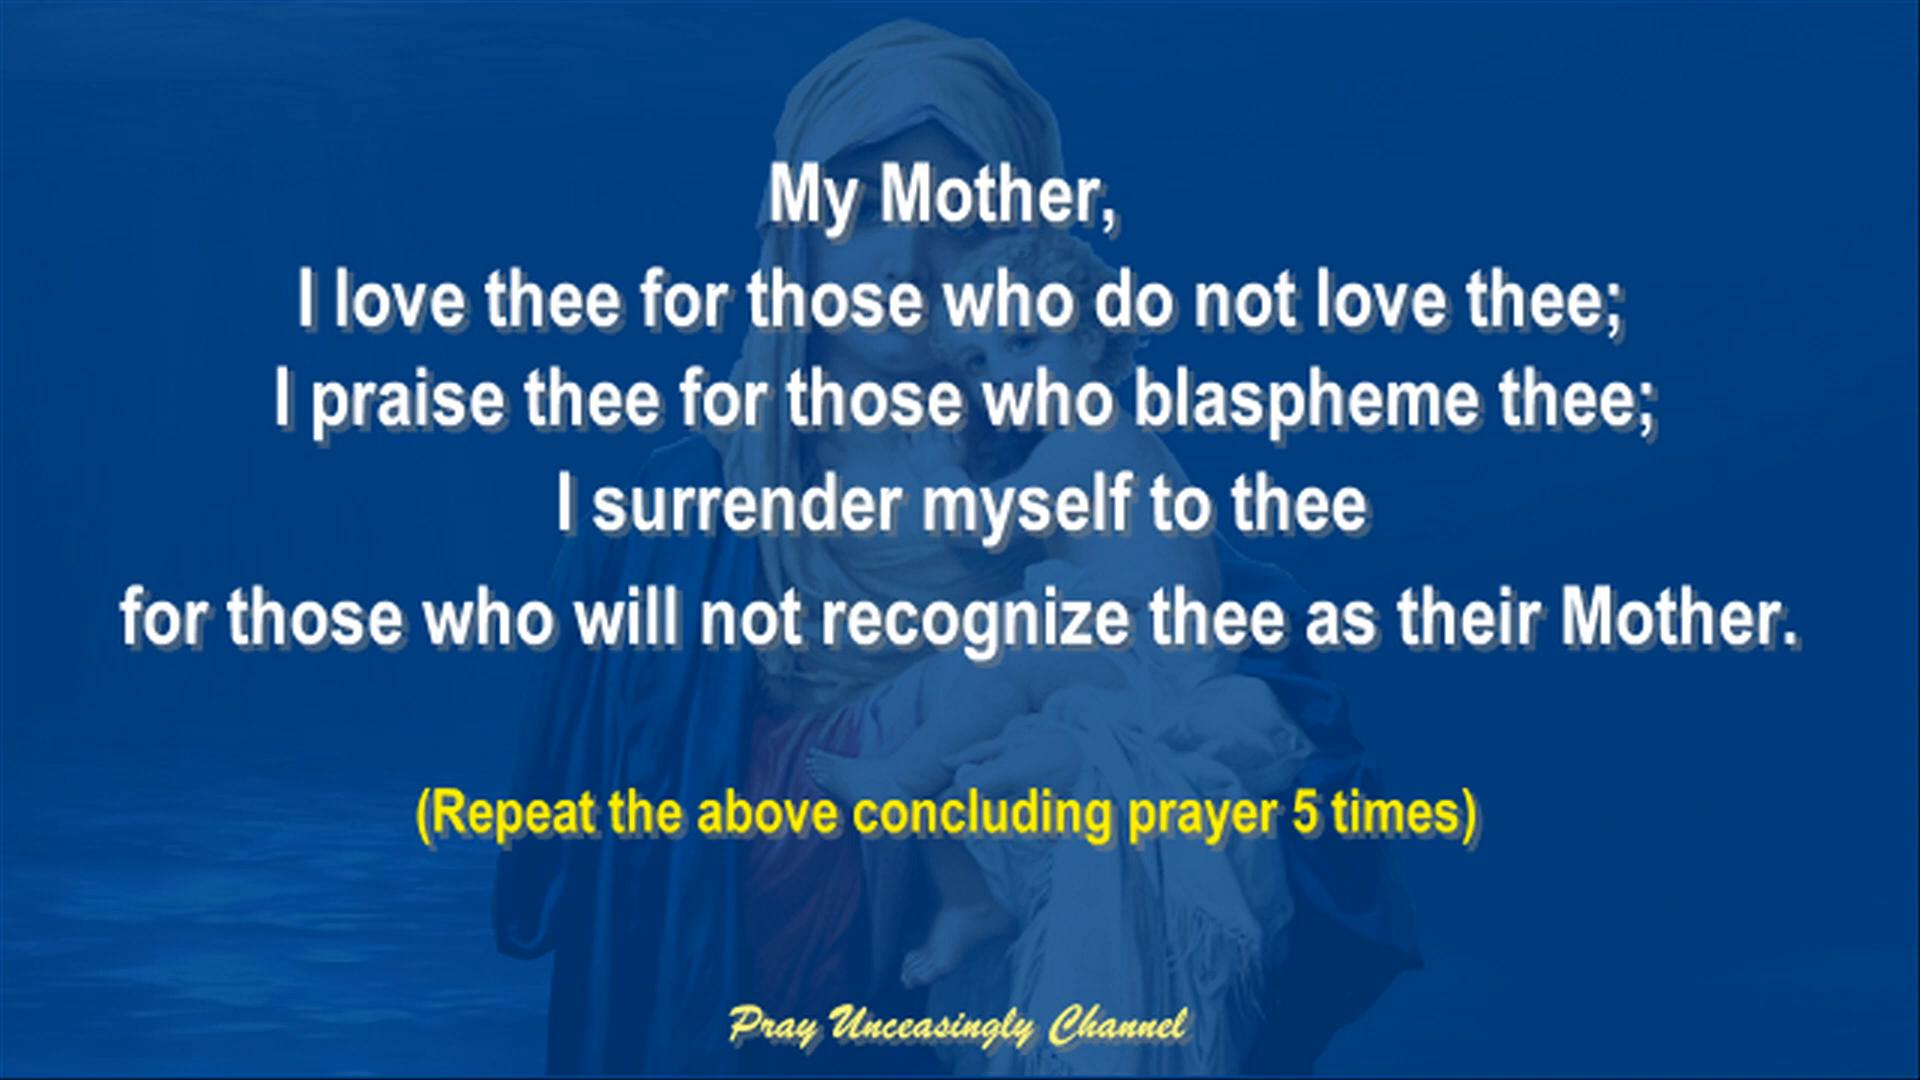 My Mother,
I love thee for those who do not love thee;
I praise thee for those who blaspheme thee;
I surrender myself to thee
for those who will not recognize thee as their Mother.
(Repeat the above concluding prayer 5 times)
Pray Unceasingly Channel